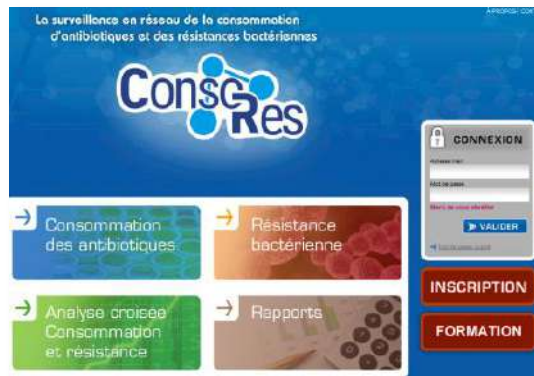 La surveillance en réseau de la consommation
d'antibiotiques et des résistances bactériennes
ConsoRes
CONNEXION
Mot de passe
VALIDER
INSCRIPTION
FORMATION
Consommation
des antibiotiques
Résistance
bactérienne
Analyse croisée
Consommation
et résistance
Rapports